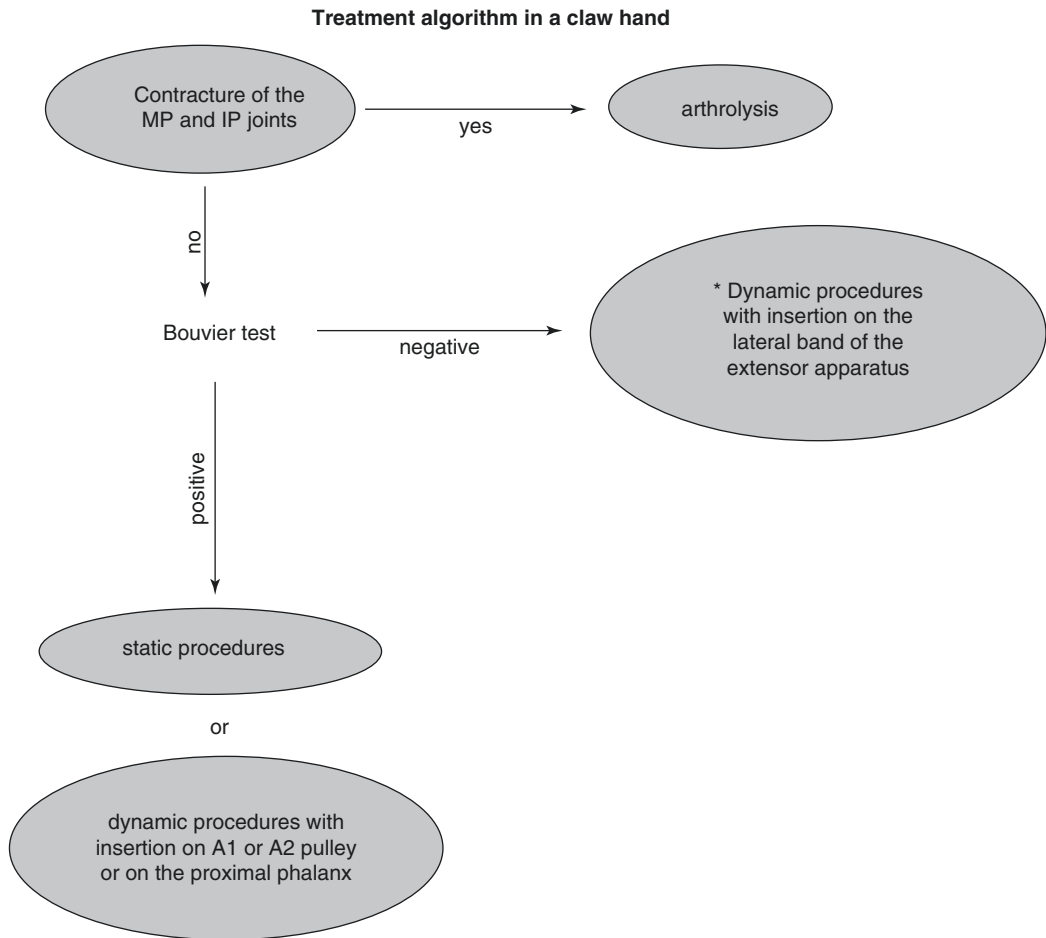 Treatment algorithm in a claw hand
Contracture of the
MP and IP joints
yes
arthrolysis
no
Bouvier test
negative
* Dynamic procedures
with insertion on the
lateral band of the
extensor apparatus
positive
static procedures
or
dynamic procedures with
insertion on A1 or A2 pulley
or on the proximal phalanx